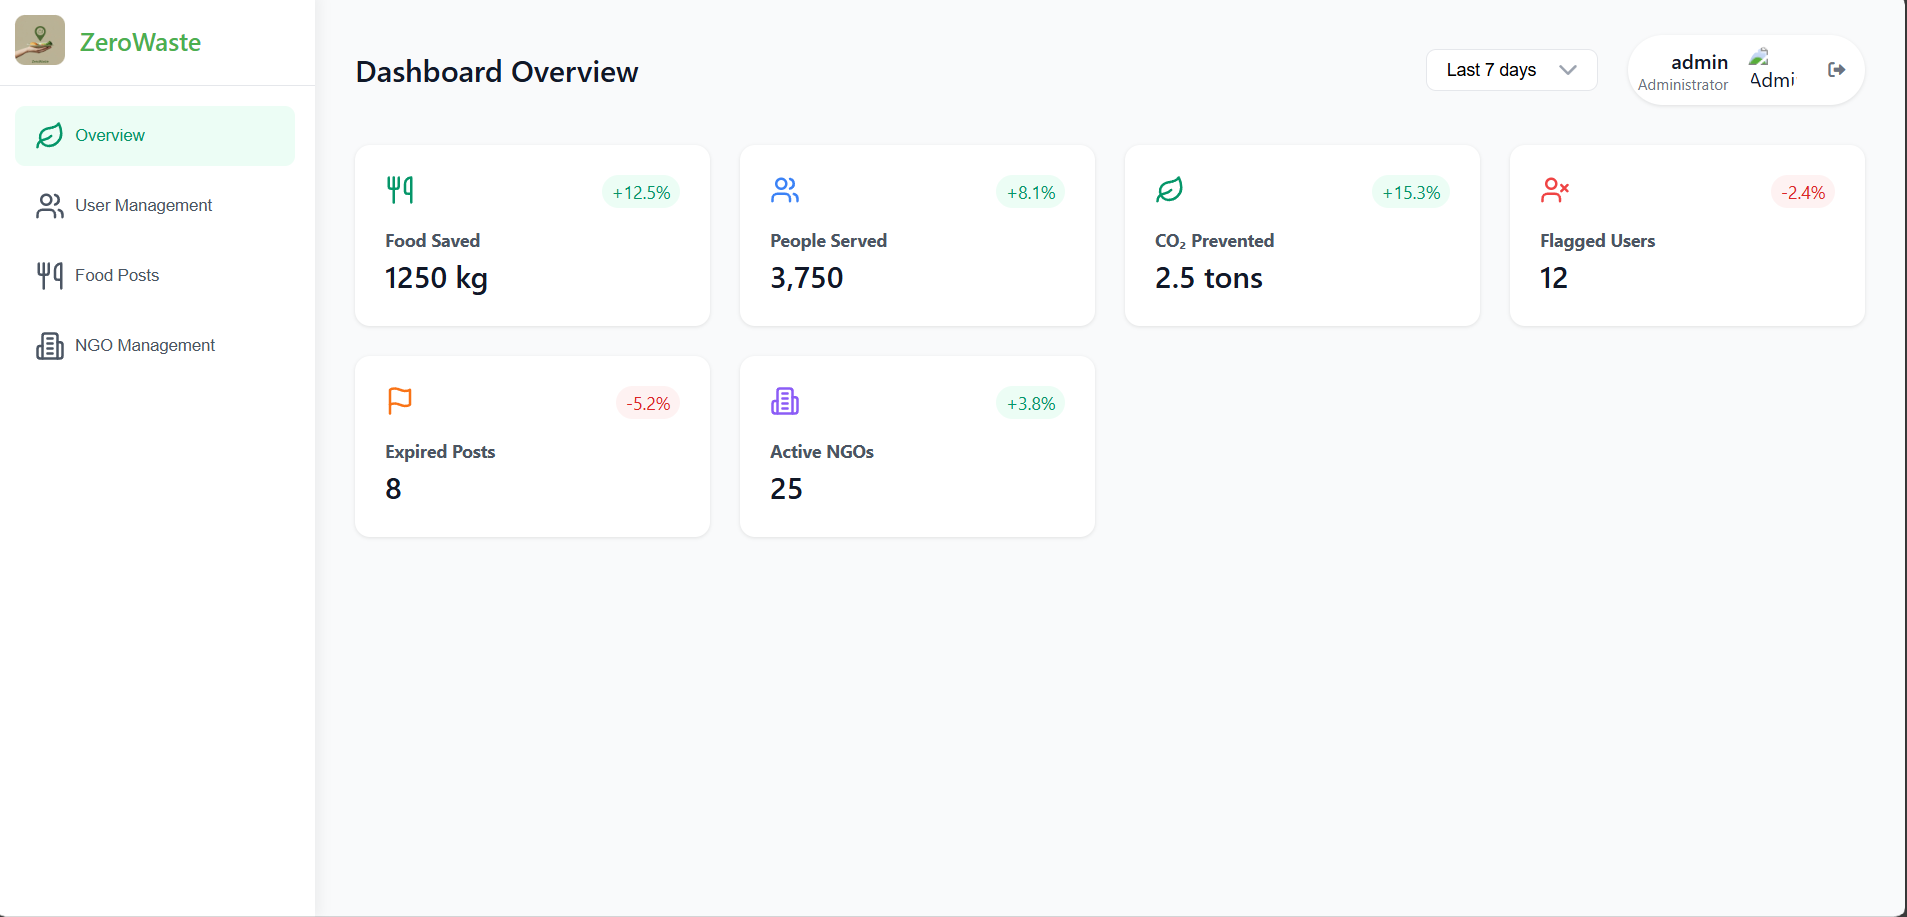 ZeroWaste
Overview
User Management
Food Posts
NGO Management
Dashboard Overview
Last 7 days
admin
Administrator
Admi
+12.5%
Food Saved
1250 kg
+8.1%
People Served
3,750
+15.3%
CO₂ Prevented
2.5 tons
-2.4%
Flagged Users
12
-5.2%
Expired Posts
8
+3.8%
Active NGOs
25